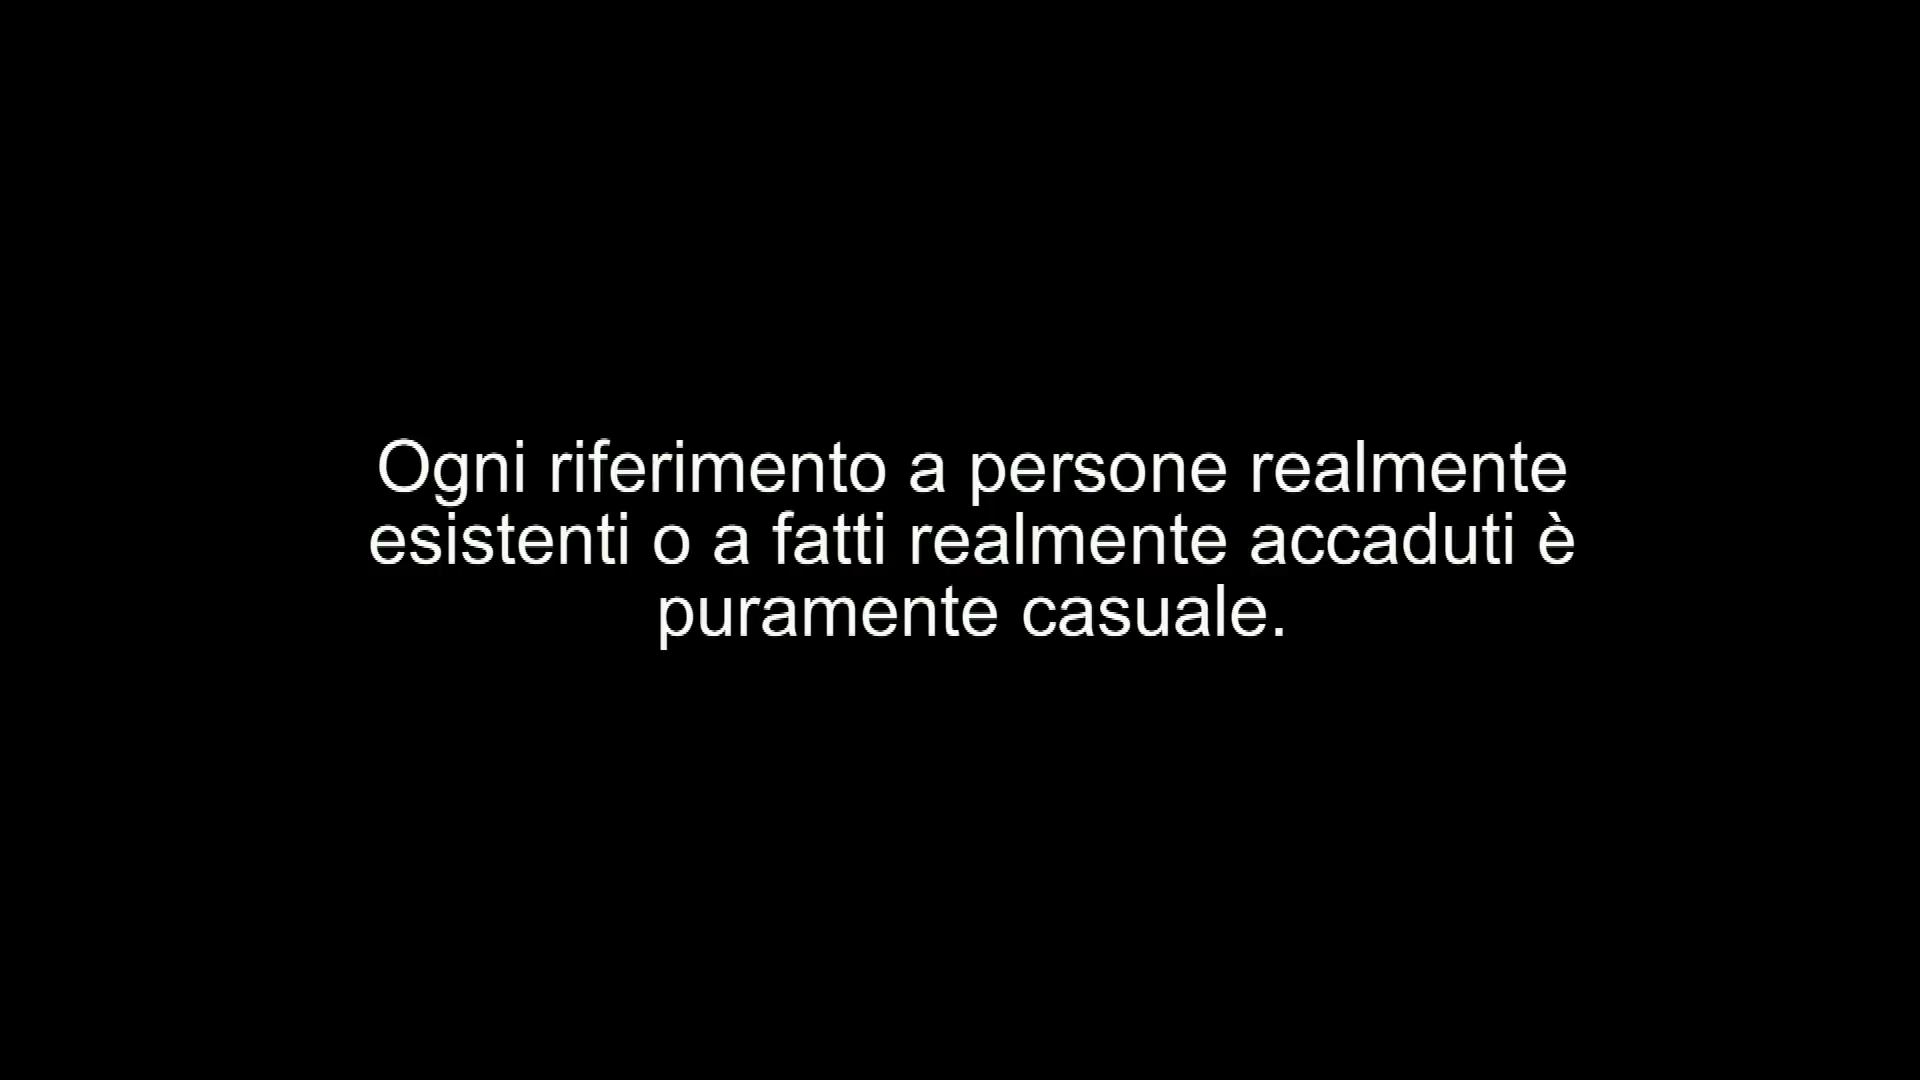 Ogni riferimento a persone realmente
esistenti o a fatti realmente accaduti è
puramente casuale.